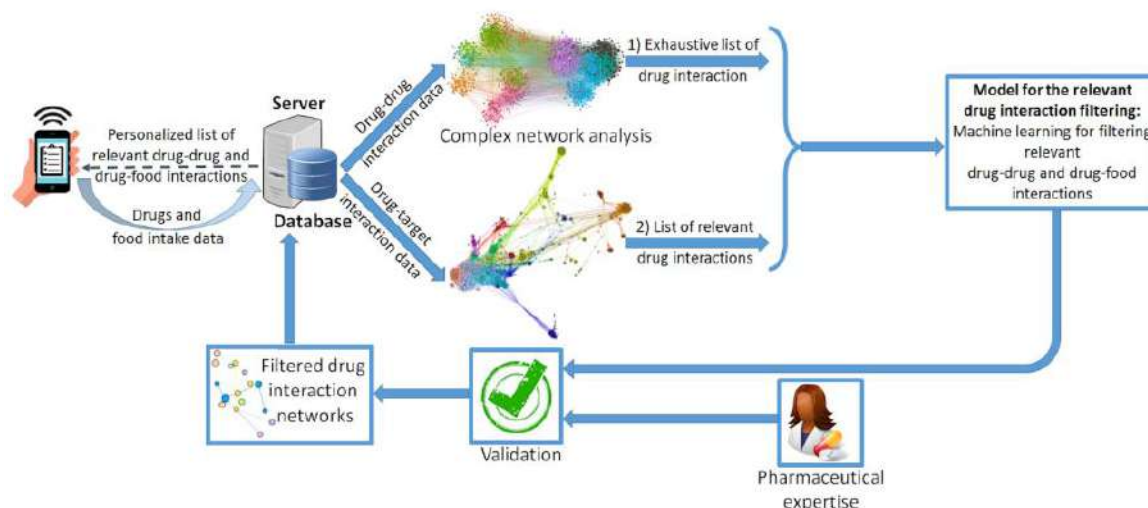 Server
Database
Personalized list of
relevant drug-drug and
drug-food interactions
Drugs and
food intake data
Drug-drug
interaction data
Drug-target
interaction data
Complex network analysis
1) Exhaustive list of
drug interaction
2) List of relevant
drug interactions
Model for the relevant
drug interaction filtering:
Machine learning for filtering
relevant
drug-drug and drug-food
interactions
Filtered drug
interaction
networks
Validation
Pharmaceutical
expertise